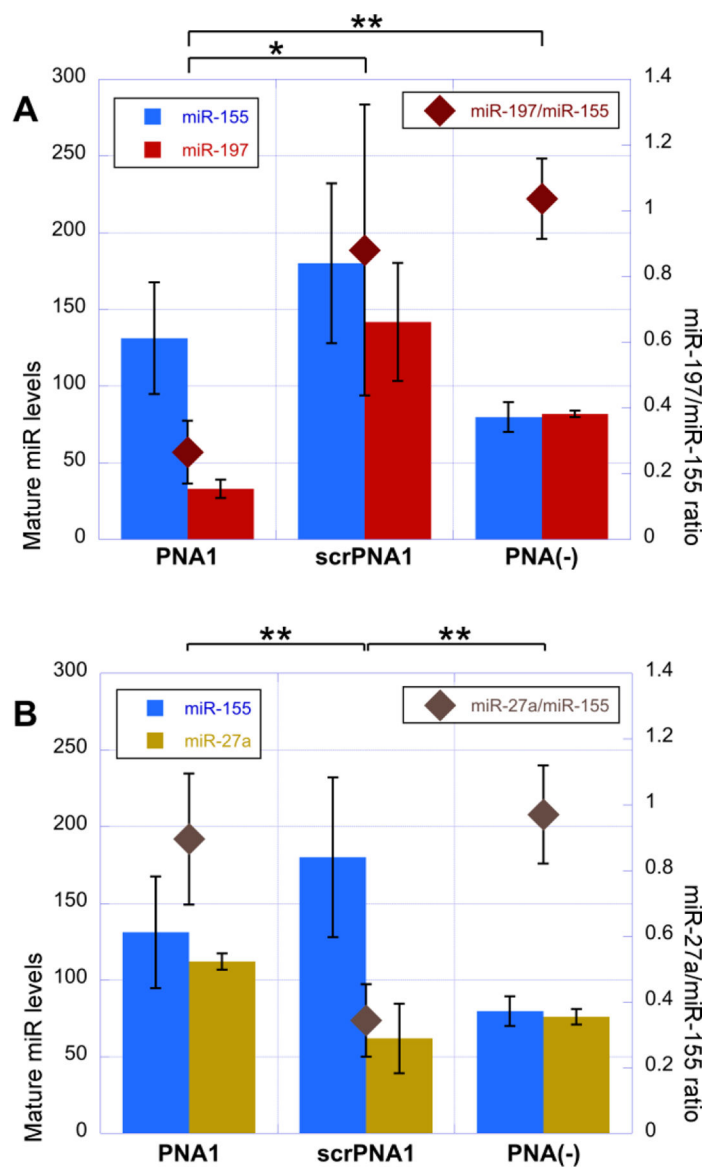 **
*
A
300
250
200
150
100
50
0
Mature miR levels
miR-155
miR-197
miR-197/miR-155
1.4
1.2
1
0.8
0.6
0.4
0.2
0
miR-197/miR-155 ratio
PNA1 scrPNA1 PNA(-)
** **
B
300
250
200
150
100
50
0
Mature miR levels
miR-155
miR-27a
miR-27a/miR-155
1.4
1.2
1
0.8
0.6
0.4
0.2
0
miR-27a/miR-155 ratio
PNA1 scrPNA1 PNA(-)